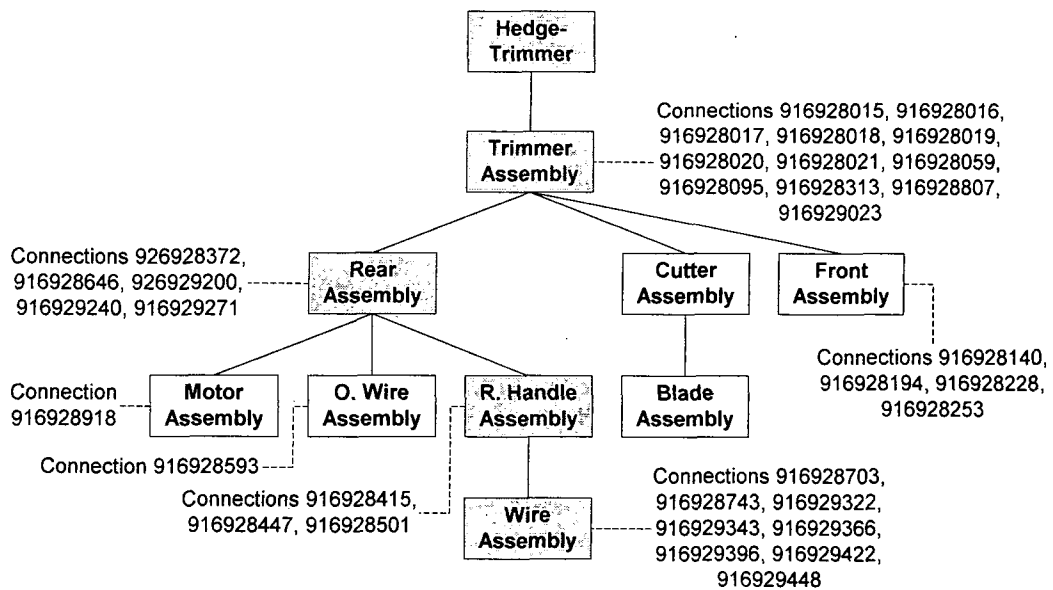 Hedge-
Trimmer
Trimmer
Assembly
Connections 916928015, 916928016,
916928017, 916928018, 916928019,
916928020, 916928021, 916928059,
916928095, 916928313, 916928807,
916929023
Connections 926928372,
916928646, 926929200,
916929240, 916929271
Rear
Assembly
Cutter
Assembly
Front
Assembly
Connections 916928140,
916928194, 916928228,
916928253
Connection
916928918
Motor
Assembly
O. Wire
Assembly
R. Handle
Assembly
Blade
Assembly
Connection 916928593
Connections 916928415,
916928447, 916928501
Wire
Assembly
Connections 916928703,
916928743, 916929322,
916929343, 916929366,
916929396, 916929422,
916929448